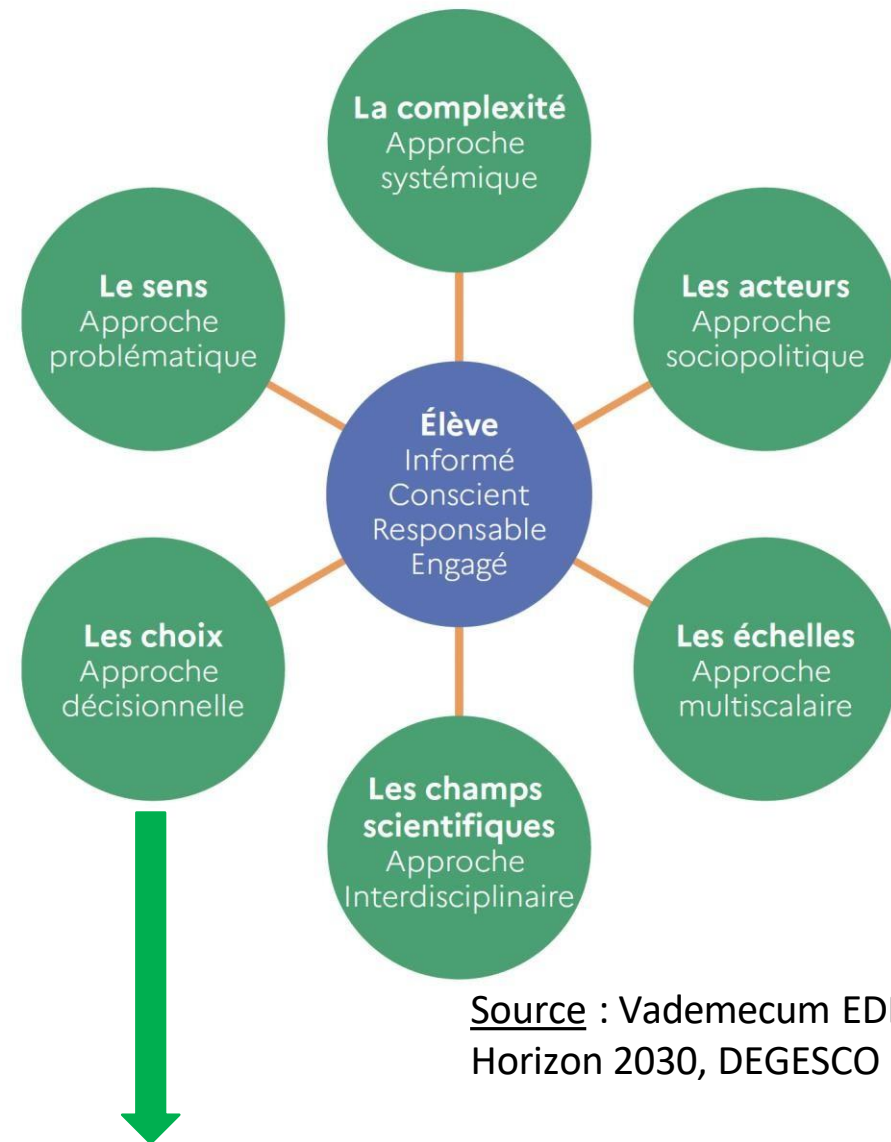 La complexité
Approche
systémique
Le sens
Approche
problématique
Les acteurs
Approche
sociopolitique
Élève
Informé
Conscient
Responsable
Engagé
Les choix
Approche
décisionnelle
Les échelles
Approche
multiscalaire
Les champs
scientifiques
Approche
Interdisciplinaire
Source : Vademecum
Horizon 2030, DEGESCO